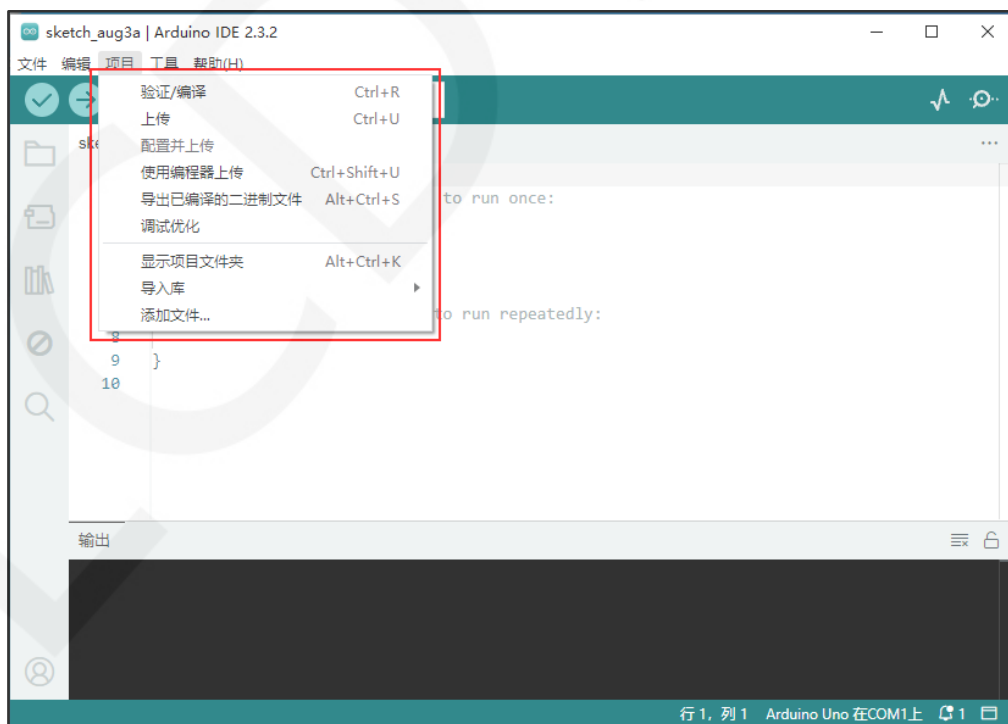 sketch_aug3a | Arduino IDE 2.3.2
文件 编辑 项目 工具 帮助(H)
验证/编译 Ctrl+R
上传 Ctrl+U
配置并上传
使用编程器上传 Ctrl+Shift+U
导出已编译的二进制文件 Alt+Ctrl+S
调试优化
显示项目文件夹 Alt+Ctrl+K
导入库
添加文件...
ske
to run once:
to run repeatedly:
8
9 }
10
输出
行 1, 列 1 Arduino Uno 在COM1上 1